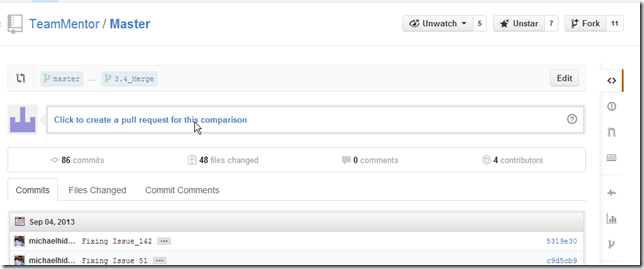 TeamMentor / Master
Unwatch 5 Unstar 7 Fork 11
master ... 3.4_Merge Edit
Click to create a pull request for this comparison
86 commits 48 files changed 0 comments 4 contributors
Commits Files Changed Commit Comments
Sep 04, 2013
michaelhid... Fixing Issue_142 ... 5319e30
michaelhid... Fixing Issue 51 ... c9d5cb9